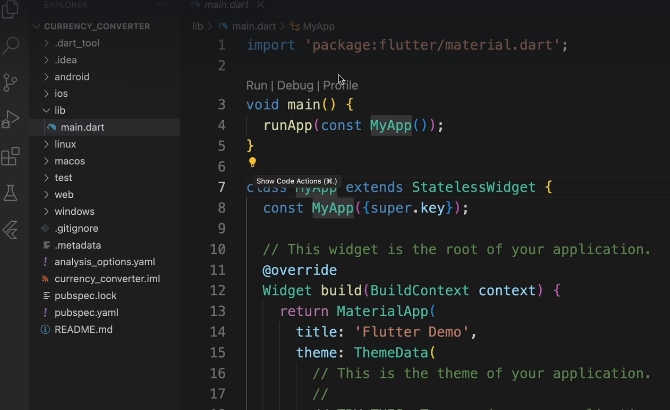 EXPLORER
main.dart
CURRENCY_CONVERTER
.dart_tool
.idea
android
ios
lib
main.dart
linux
macos
test
web
windows
.gitignore
.metadata
analysis_options.yaml
currency_converter.iml
pubspec.lock
pubspec.yaml
README.md
lib > main.dart > MyApp
1 import 'package:flutter/material.dart';
2
Run | Debug | Profile
3 void main() {
4 runApp(const MyApp());
5 }
6
Show Code Actions (⌘.)
7 class MyApp extends StatelessWidget {
8 const MyApp({super.key});
9
10 // This widget is the root of your application.
11 @override
12 Widget build(BuildContext context) {
13 return MaterialApp(
14 title: 'Flutter Demo',
15 theme: ThemeData(
16 // This is the theme of your application.
17 //